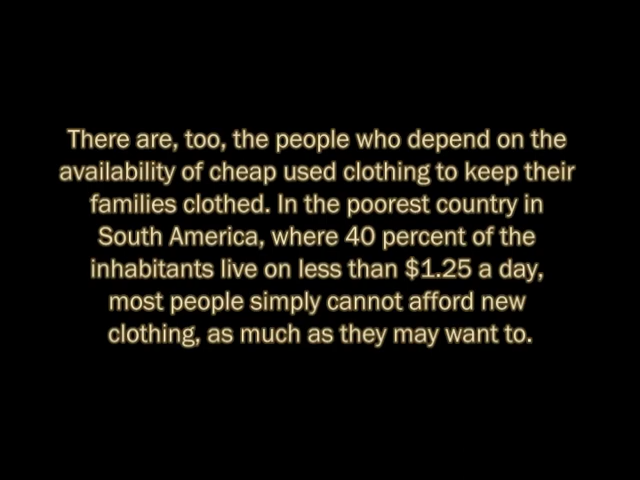 There are, too, the people who depend on the
availability of cheap used clothing to keep their
families clothed. In the poorest country in
South America, where 40 percent of the
inhabitants live on less than $1.25 a day,
most people simply cannot afford new
clothing, as much as they may want to.